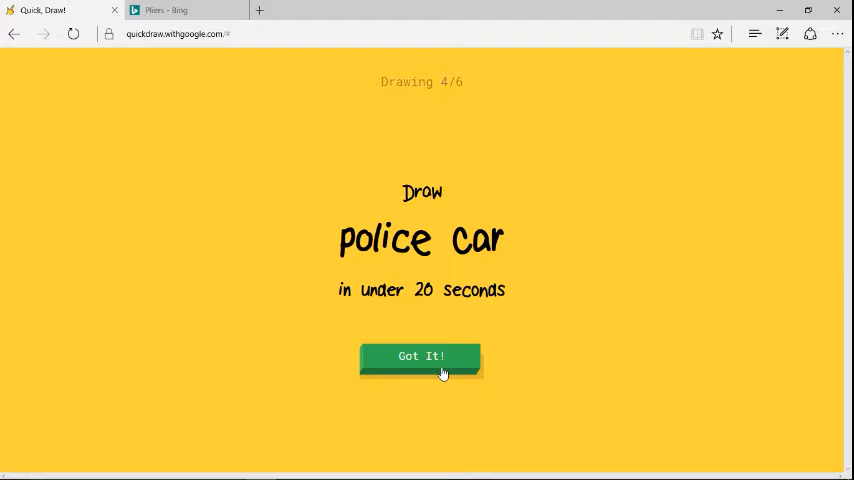 Quick, Draw!
Pliers - Bing
quickdraw.withgoogle.com/#
Drawing 4/6
Draw
police car
in under 20 seconds
Got It!